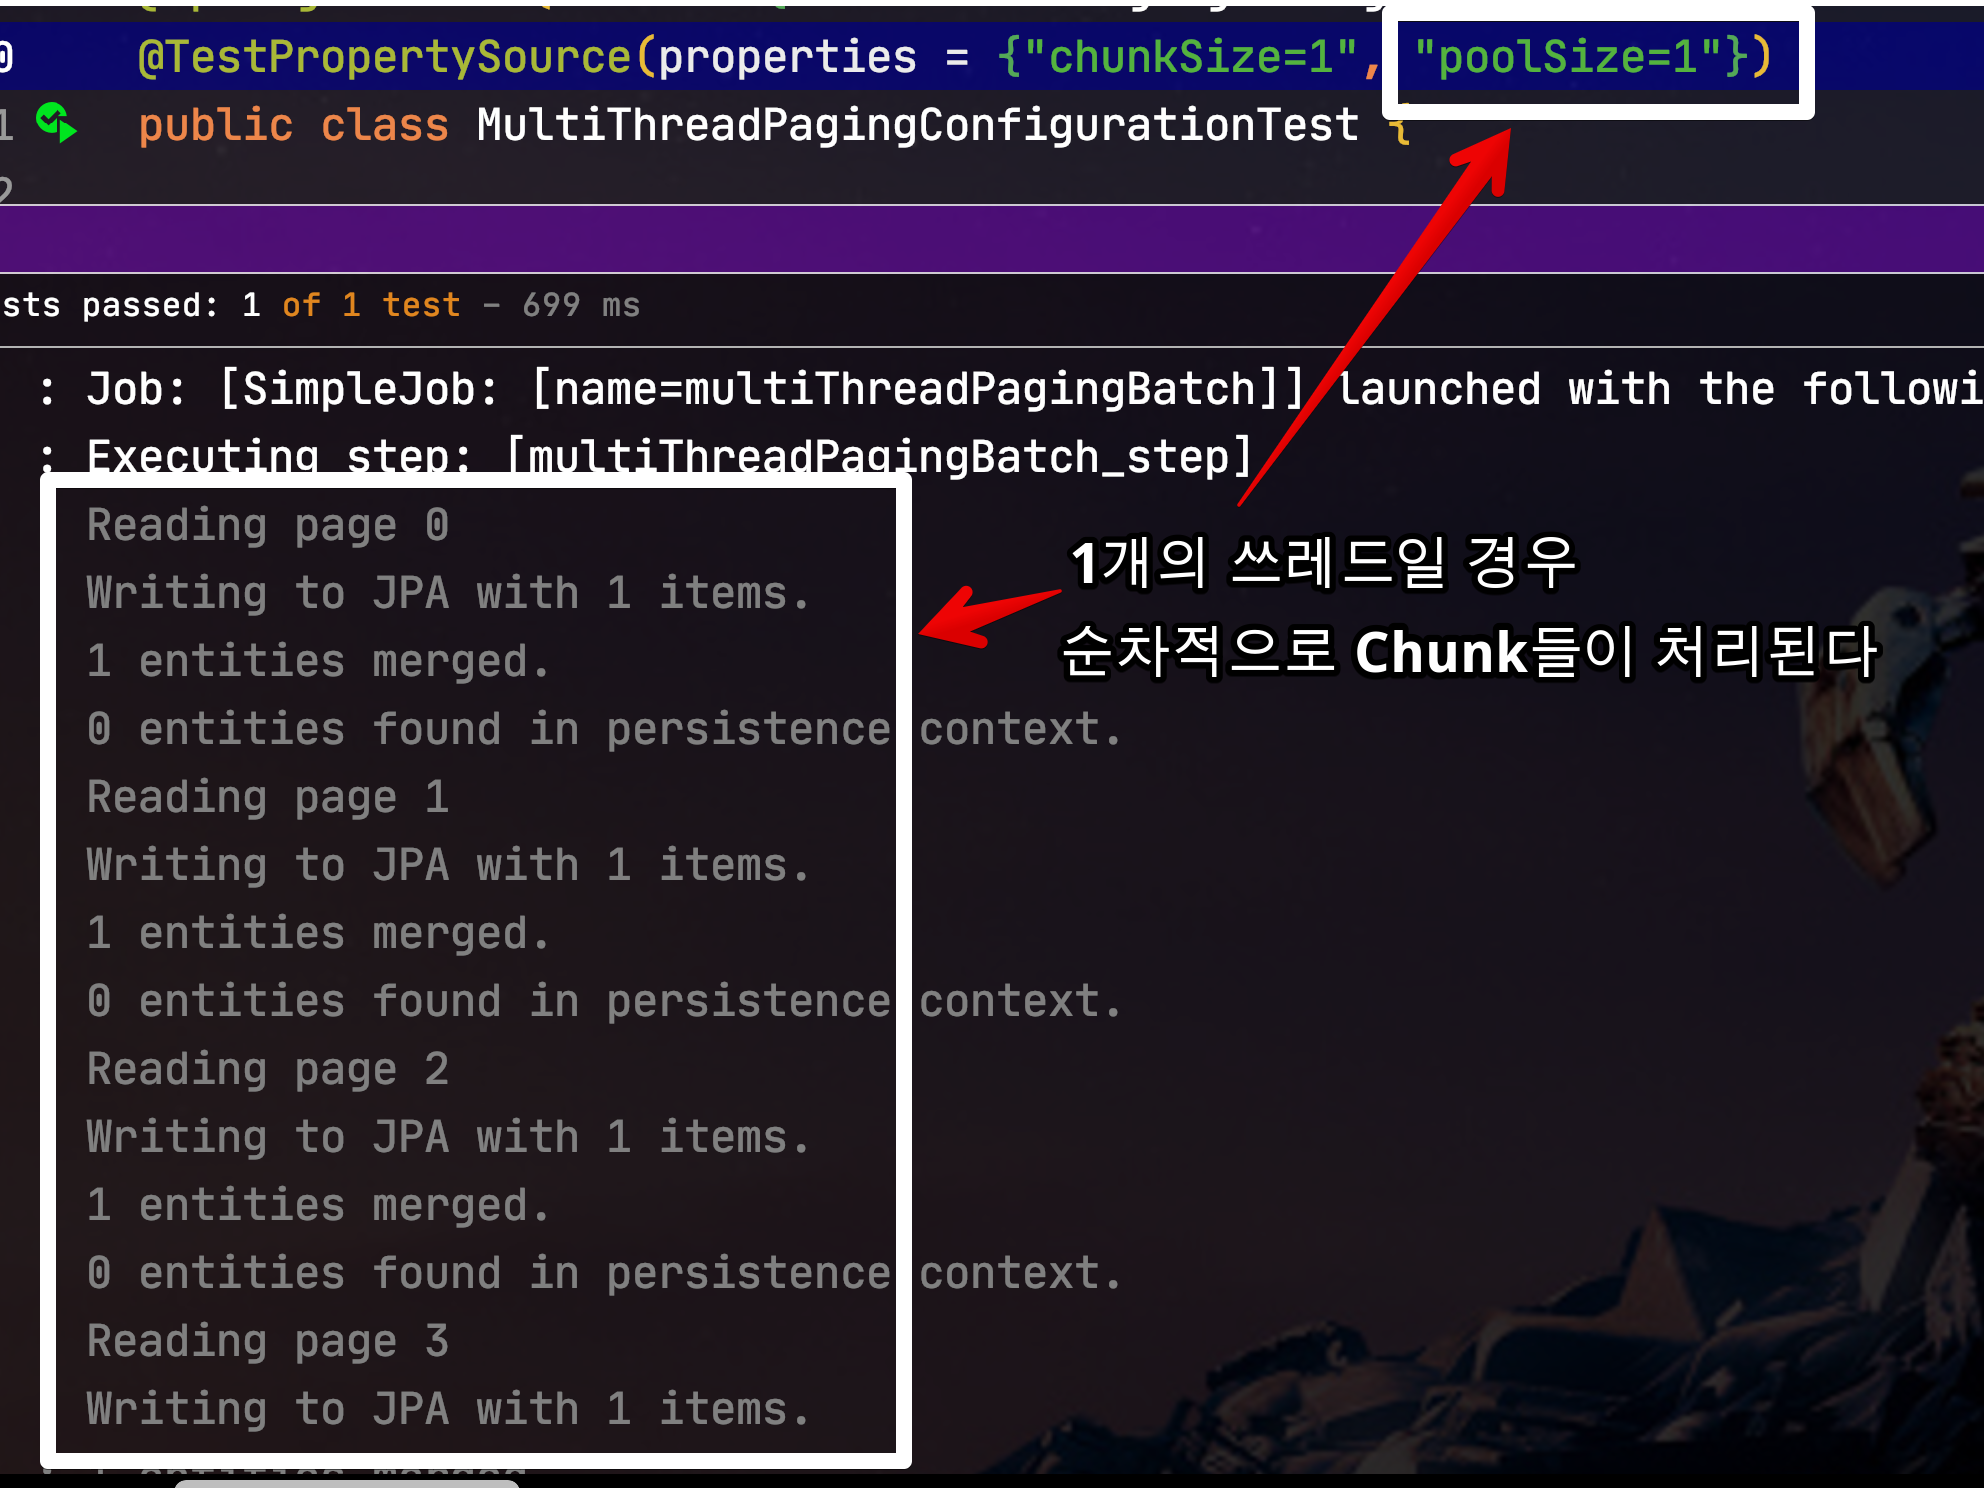 0 @TestPropertySource(properties = {"chunkSize=1", "poolSize=1"})
1 public class MultiThreadPagingConfigurationTest {
2
sts passed: 1 of 1 test – 699 ms
: Job: [SimpleJob: [name=multiThreadPagingBatch]] launched with the followi
: Executing step: [multiThreadPagingBatch_step]
Reading page 0
Writing to JPA with 1 items.
1 entities merged.
0 entities found in persistence context.
Reading page 1
Writing to JPA with 1 items.
1 entities merged.
0 entities found in persistence context.
Reading page 2
Writing to JPA with 1 items.
1 entities merged.
0 entities found in persistence context.
Reading page 3
Writing to JPA with 1 items.
1개의 쓰레드일 경우
순차적으로 Chunk들이 처리된다